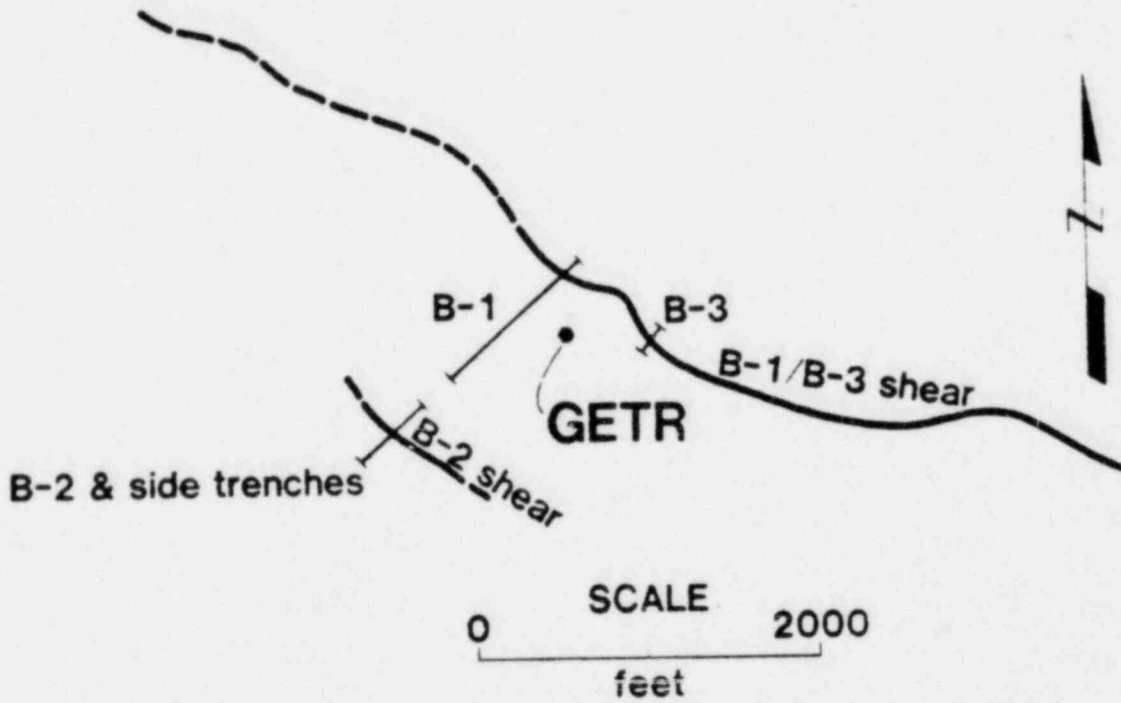 N
B-1
B-3
B-1/B-3 shear
GETR
B-2 shear
B-2 & side trenches
SCALE
0 2000
feet